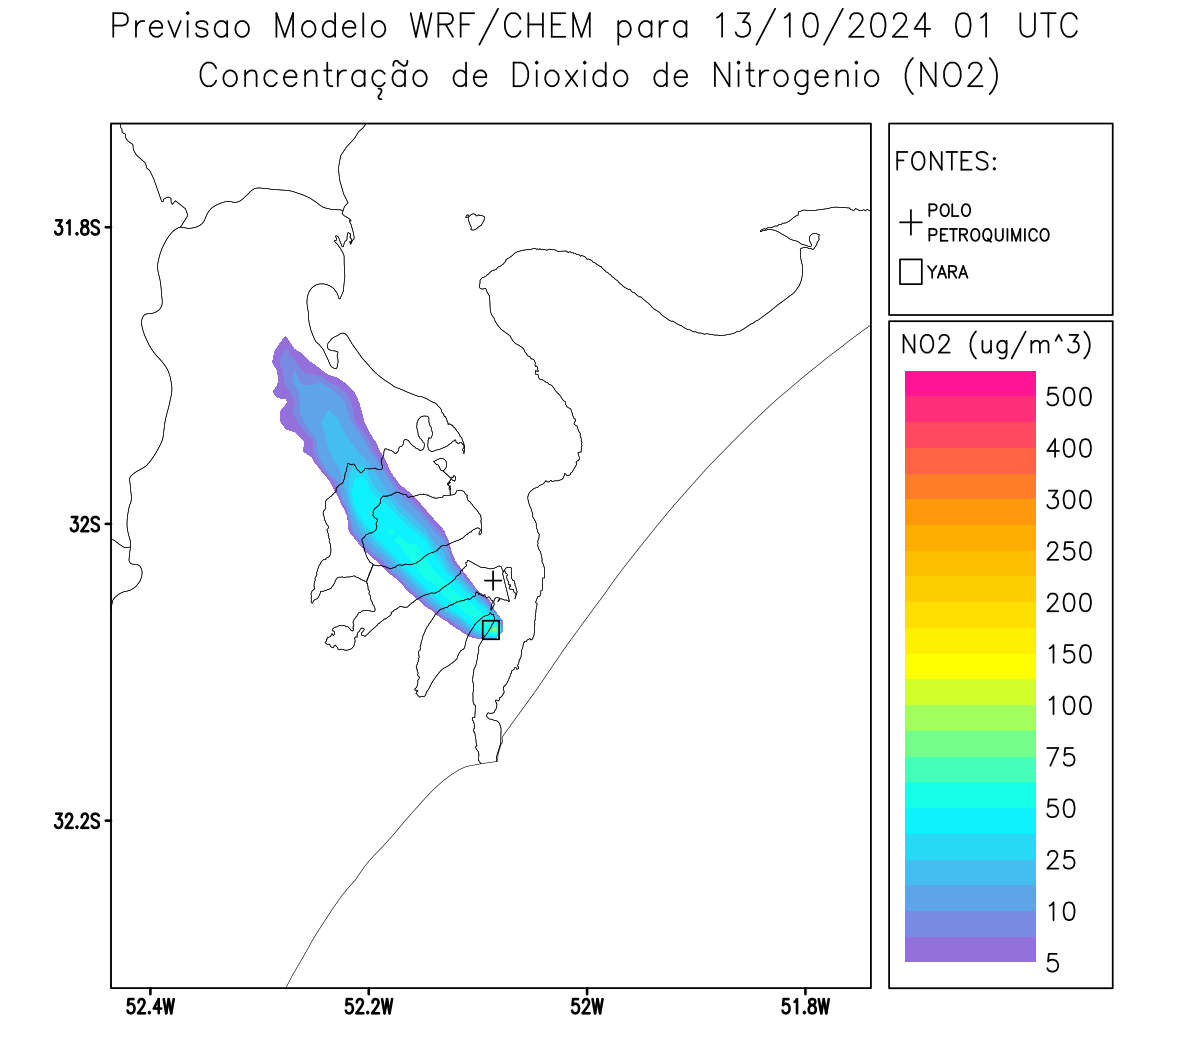 Previsao Modelo WRF/CHEM para 13/10/2024 01 UTC
Concentração de Dioxido de Nitrogenio (NO2)
FONTES:
POLO
PETROQUIMICO
YARA
NO2 (ug/m^3)
500
400
300
250
200
150
100
75
50
25
10
5
31.8S
32S
32.2S
52.4W
52.2W
52W
51.8W